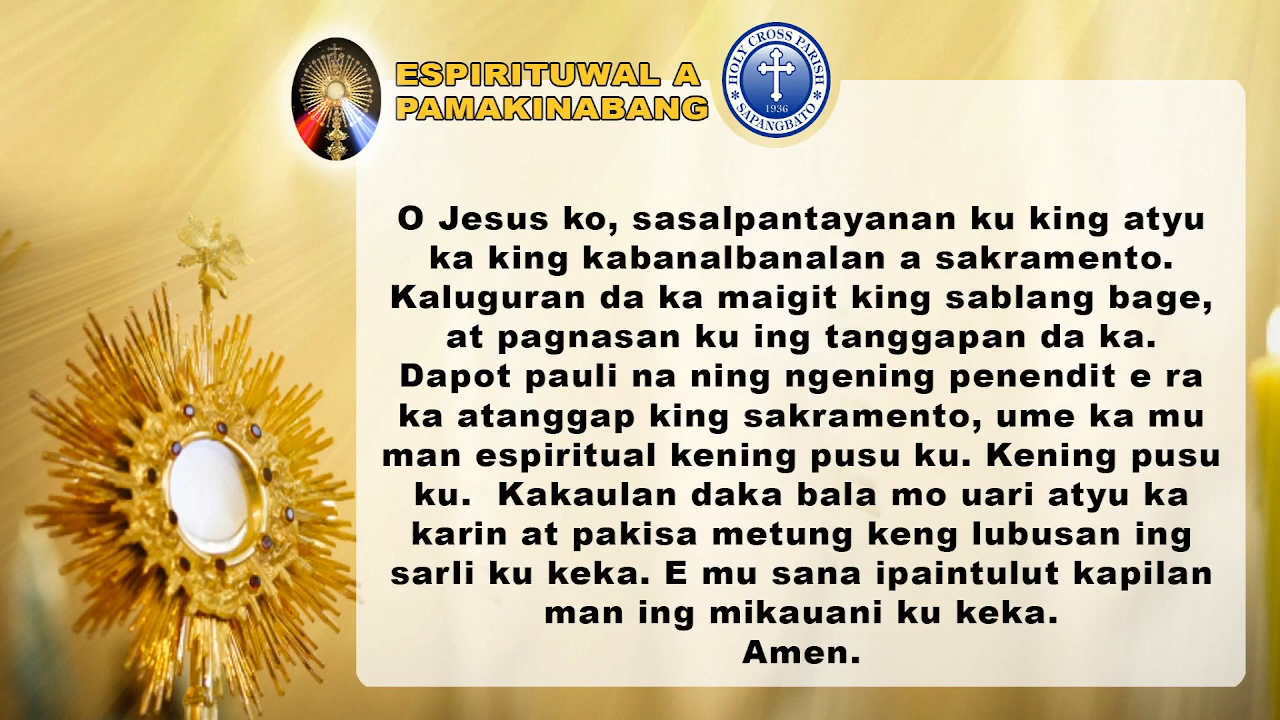 ESPIRITUWAL A
PAMAKINABANG
HOLY CROSS PARISH
1936
SAPANGBATO
O Jesus ko, sasalpantayanan ku king atyu
ka king kabanalbanalan a sakramento.
Kaluguran da ka maigit king sablang bage,
at pagnasan ku ing tanggapan da ka.
Dapot pauli na ning ngening penendit e ra
ka atanggap king sakramento, ume ka mu
man espiritual kening pusu ku. Kening pusu
ku.  Kakaulan daka bala mo uari atyu ka
karin at pakisa metung keng lubusan ing
sarli ku keka. E mu sana ipaintulut kapilan
man ing mikauani ku keka.
Amen.